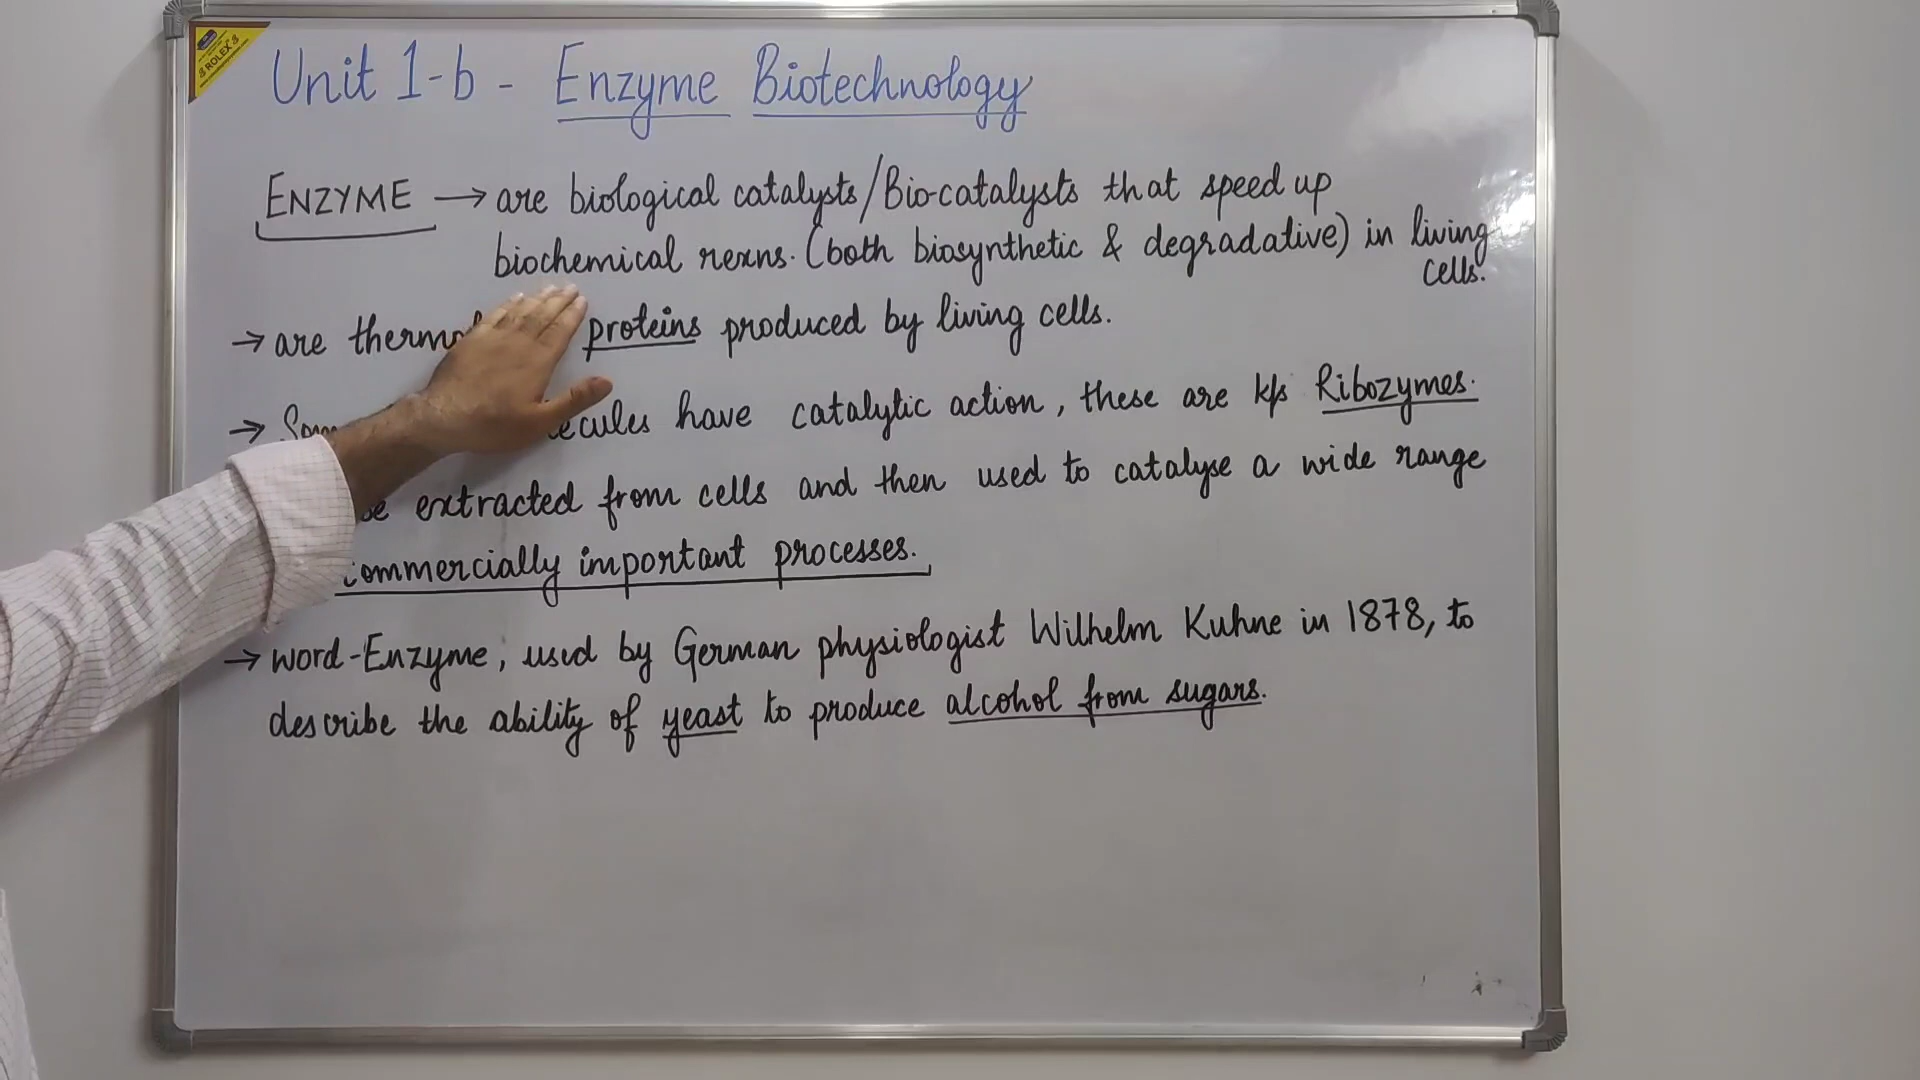 ROLEX
Unit 1-b - Enzyme Biotechnology
ENZYME → are biological catalysts/Bio-catalysts that speed up
biochemical rexns. (both biosynthetic & degradative) in living
cells.
→ are proteins produced by living cells.
→ have catalytic action, these are k/s Ribozymes.
extracted from cells and then used to catalyse a wide range
commercially important processes.
→ word-Enzyme, used by German physiologist Wilhelm Kuhne in 1878, to
describe the ability of yeast to produce alcohol from sugars.